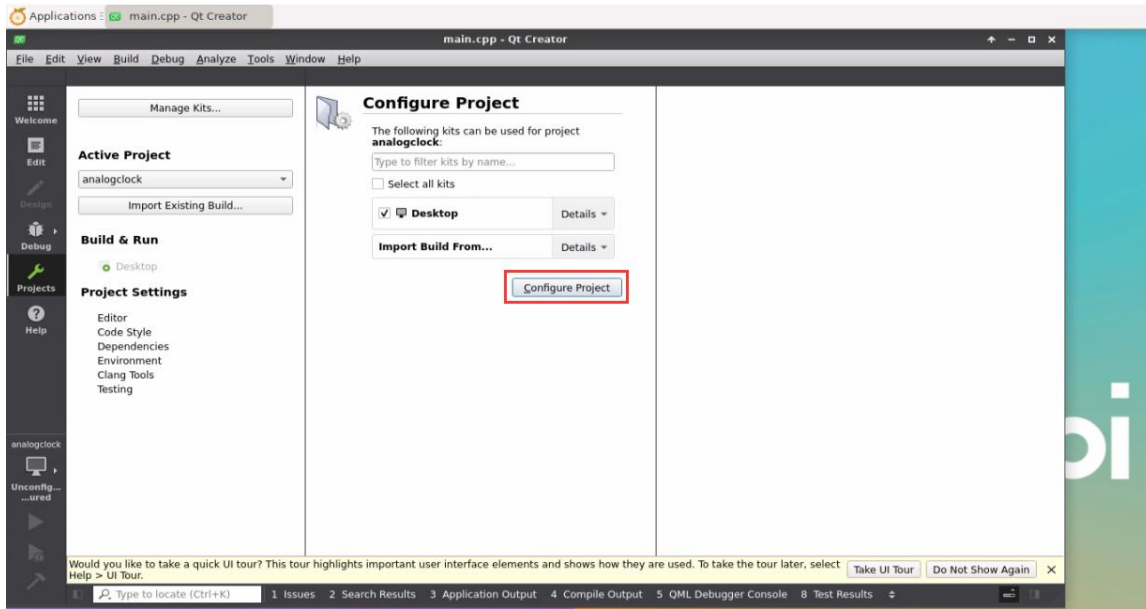 Applications
main.cpp - Qt Creator
main.cpp - Qt Creator
File Edit View Build Debug Analyze Tools Window Help
Welcome
Edit
Design
Debug
Projects
Help
analogclock
Unconfig...
...ured
Manage Kits...
Active Project
analogclock
Import Existing Build...
Build & Run
Desktop
Project Settings
Editor
Code Style
Dependencies
Environment
Clang Tools
Testing
Configure Project
The following kits can be used for project
analogclock:
Type to filter kits by name...
Select all kits
Desktop Details
Import Build From... Details
Configure Project
pi
Would you like to take a quick UI tour? This tour highlights important user interface elements and shows how they are used. To take the tour later, select
Help > UI Tour.
Take UI Tour Do Not Show Again
Type to locate (Ctrl+K) 1 Issues 2 Search Results 3 Application Output 4 Compile Output 5 QML Debugger Console 8 Test Results